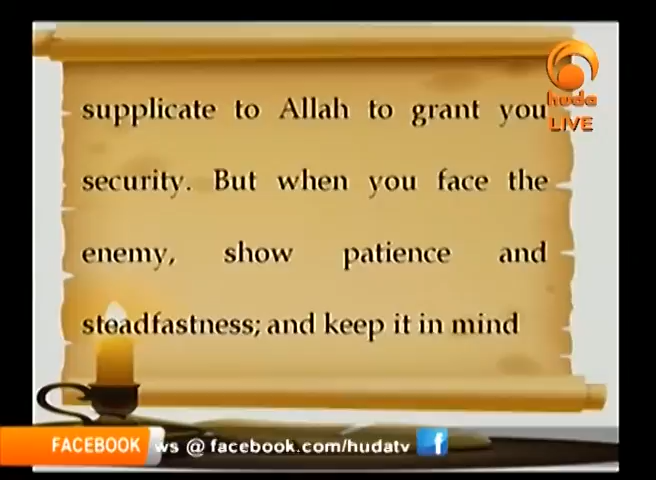 huda
LIVE
supplicate to Allah to grant you
security. But when you face the
enemy, show patience and
steadfastness; and keep it in mind
FACEBOOK ws @ facebook.com/hudatv f